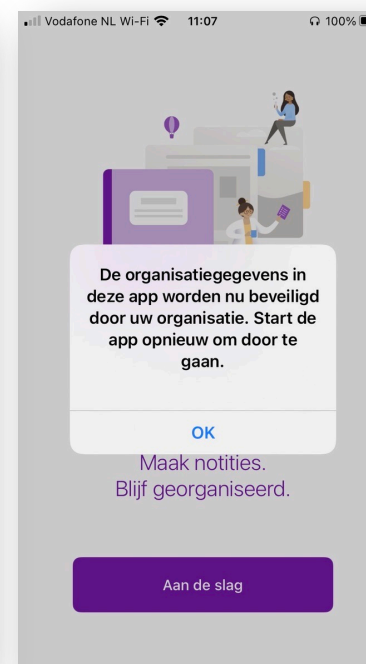 Vodafone NL Wi-Fi 11:07 100%
De organisatiegegevens in
deze app worden nu beveiligd
door uw organisatie. Start de
app opnieuw om door te
gaan.
OK
Maak notities.
Blijf georganiseerd.
Aan de slag